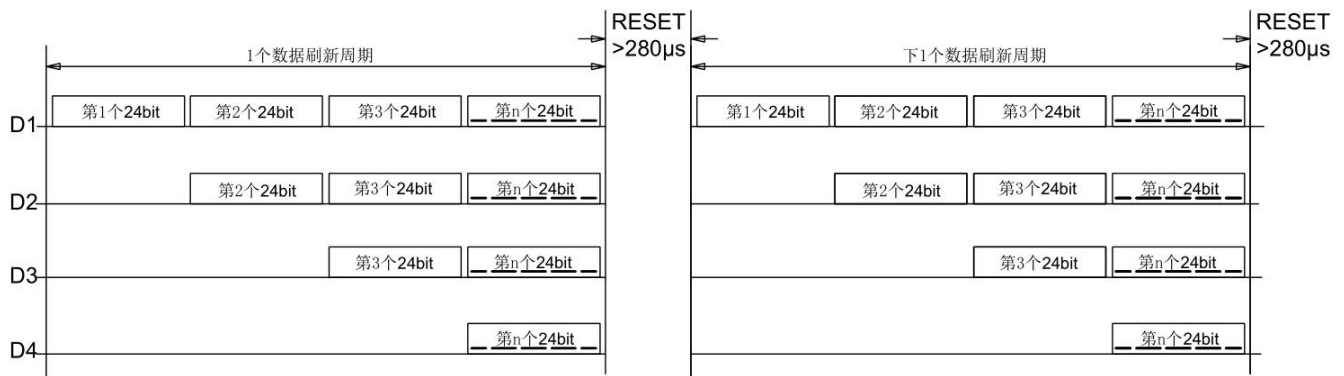 RESET
>280μs
RESET
>280μs
1个数据刷新周期
下1个数据刷新周期
D1 第1个24bit 第2个24bit 第3个24bit 第n个24bit 第1个24bit 第2个24bit 第3个24bit 第n个24bit
D2 第2个24bit 第3个24bit 第n个24bit 第2个24bit 第3个24bit 第n个24bit
D3 第3个24bit 第n个24bit 第3个24bit 第n个24bit
D4 第n个24bit 第n个24bit